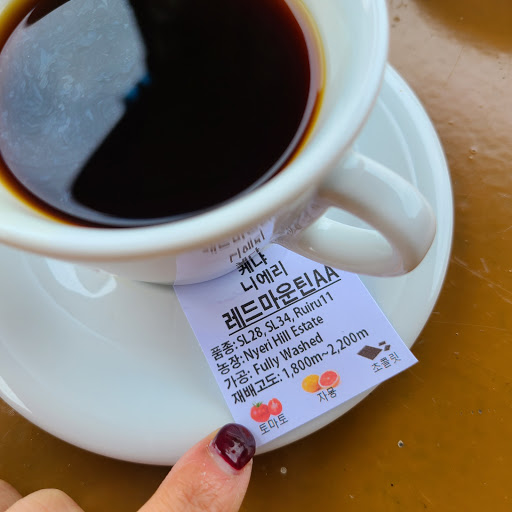 케냐
니에리
레드마운틴AA
품종: SL28, SL34, Ruiru11
농장: Nyeri Hill Estate
가공: Fully Washed
재배고도: 1,800m~2,200m
토마토 자몽 초콜릿